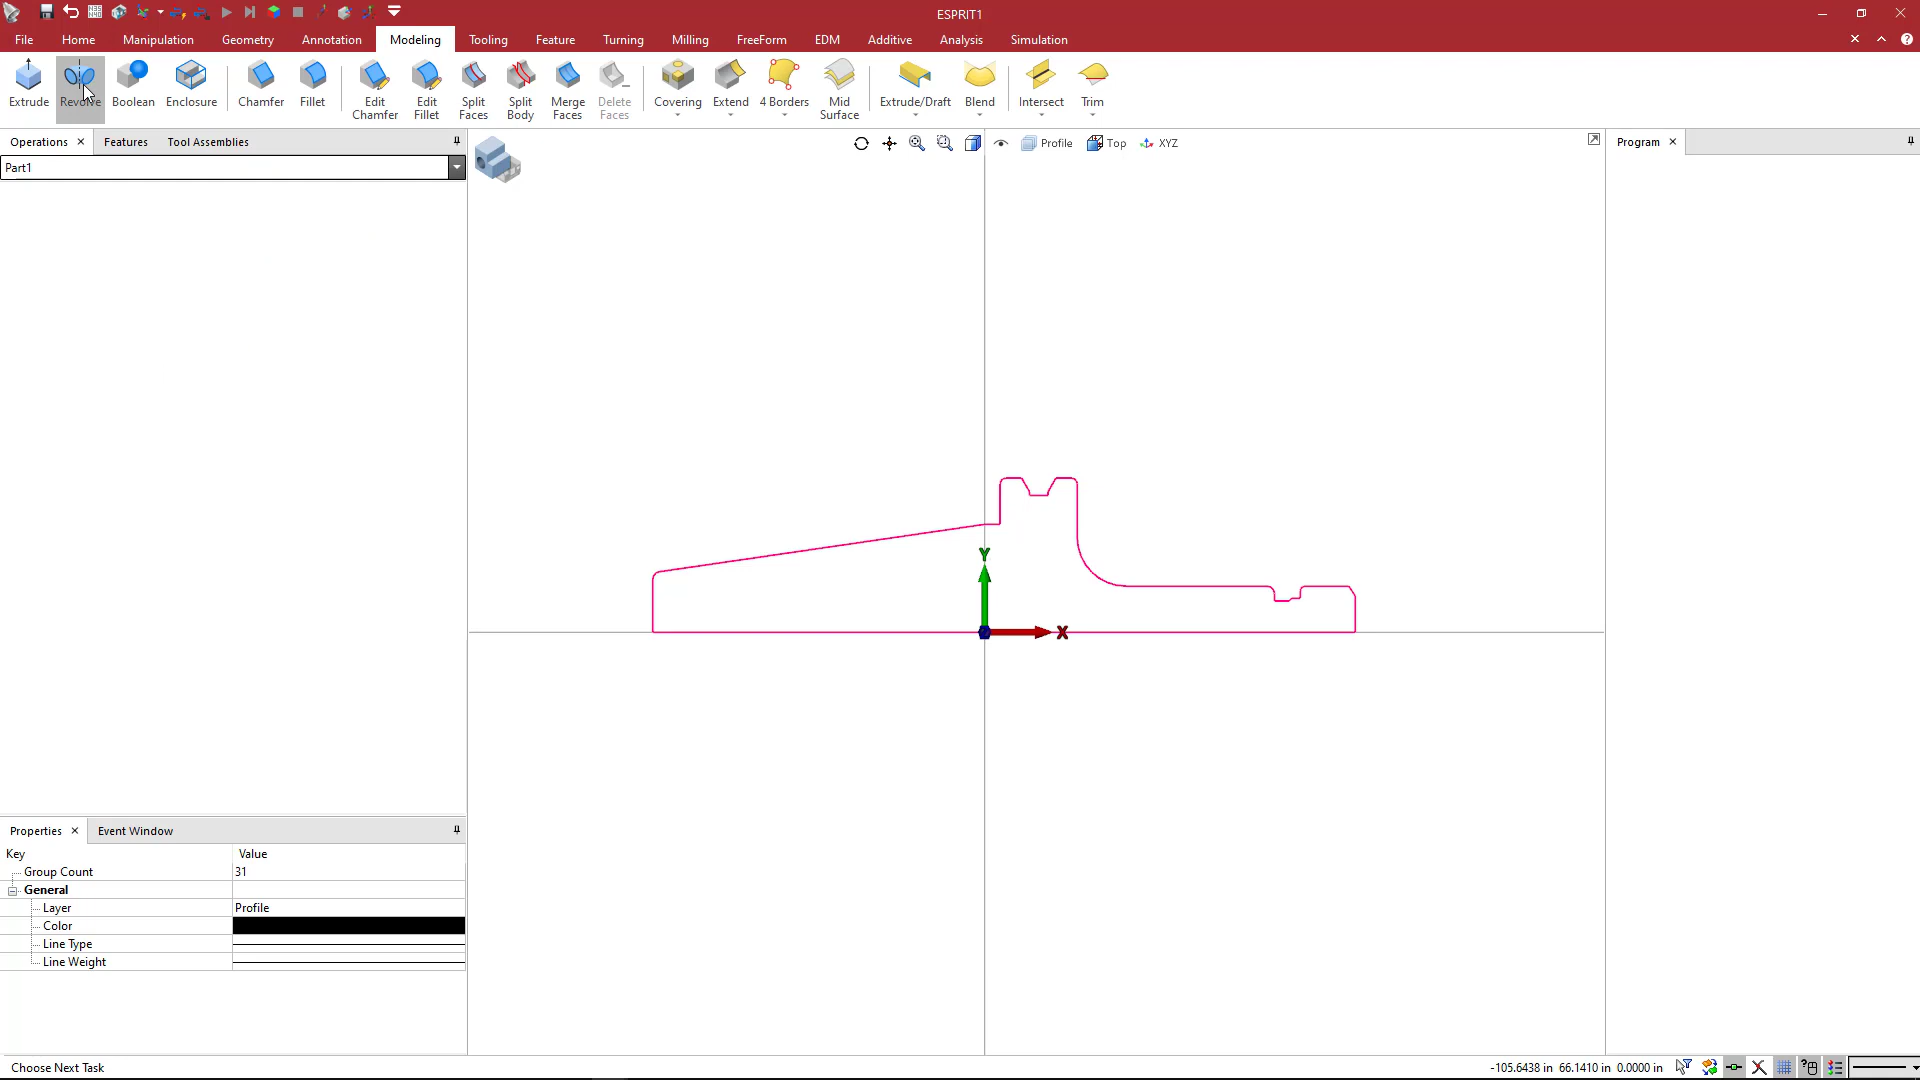 ESPRIT1
File Home Manipulation Geometry Annotation Modeling Tooling Feature Turning Milling FreeForm EDM Additive Analysis Simulation
Extrude Revolve Boolean Enclosure Chamfer Fillet Edit Chamfer Edit Fillet Split Faces Split Body Merge Faces Delete Faces Covering Extend 4 Borders Mid Surface Extrude/Draft Blend Intersect Trim
Operations Features Tool Assemblies
Profile Top XYZ
Program
Part1
Y
X
Properties Event Window
Key Value
Group Count 31
General
Layer Profile
Color
Line Type
Line Weight
Choose Next Task
-105.6438 in 66.1410 in 0.0000 in